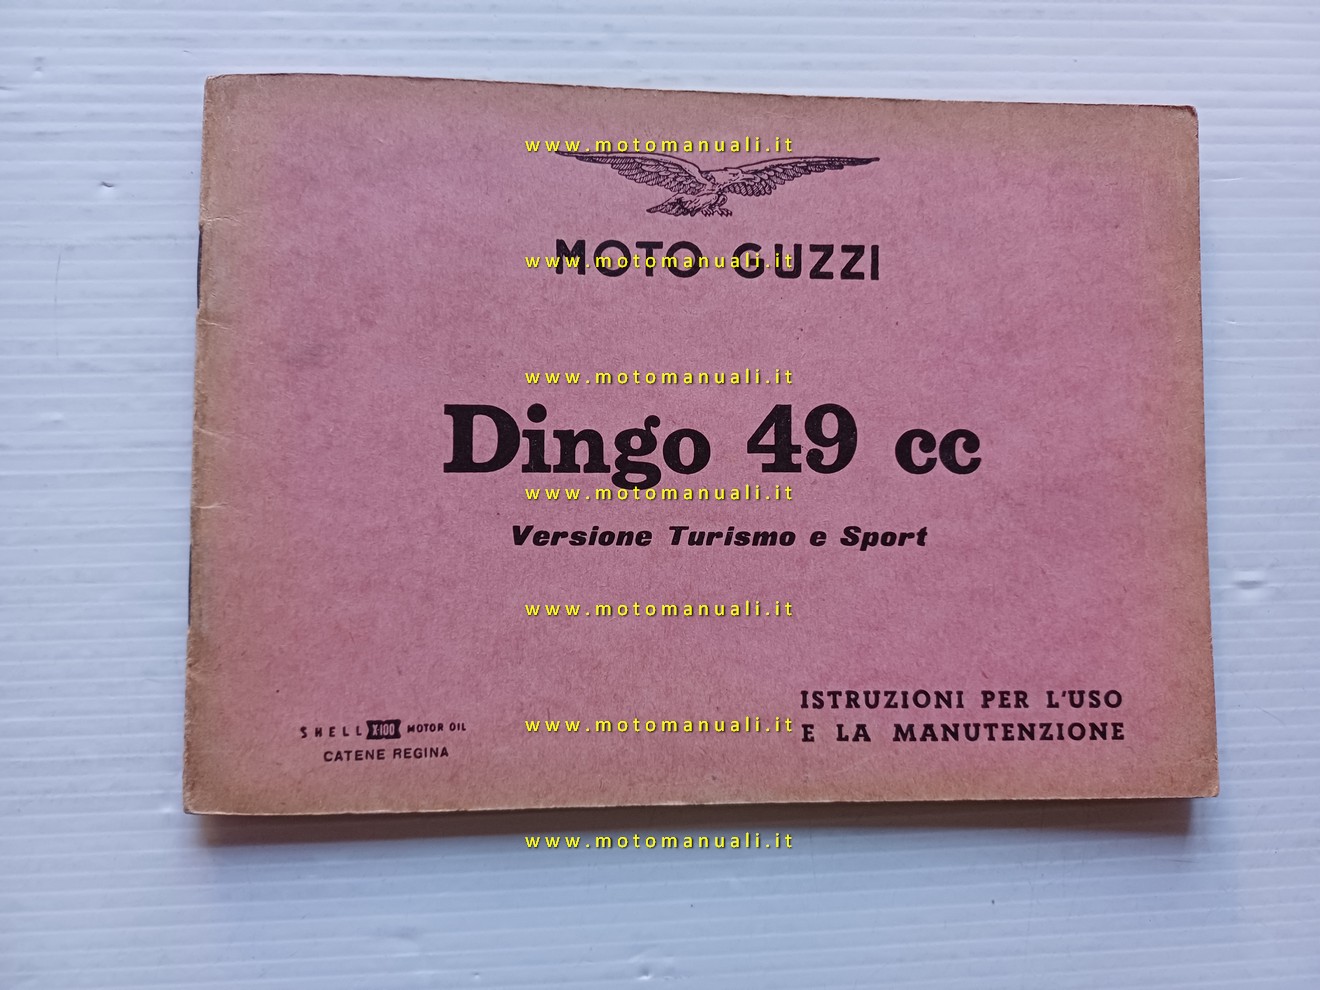 www.motomanuali.it
MOTO GUZZI
www.motomanuali.it
www.motomanuali.it
Dingo 49 cc
www.motomanuali.it
Versione Turismo e Sport
www.motomanuali.it
ISTRUZIONI PER L'USO
E LA MANUTENZIONE
SHELL X-100 MOTOR OIL
CATENE REGINA
www.motomanuali.it
www.motomanuali.it